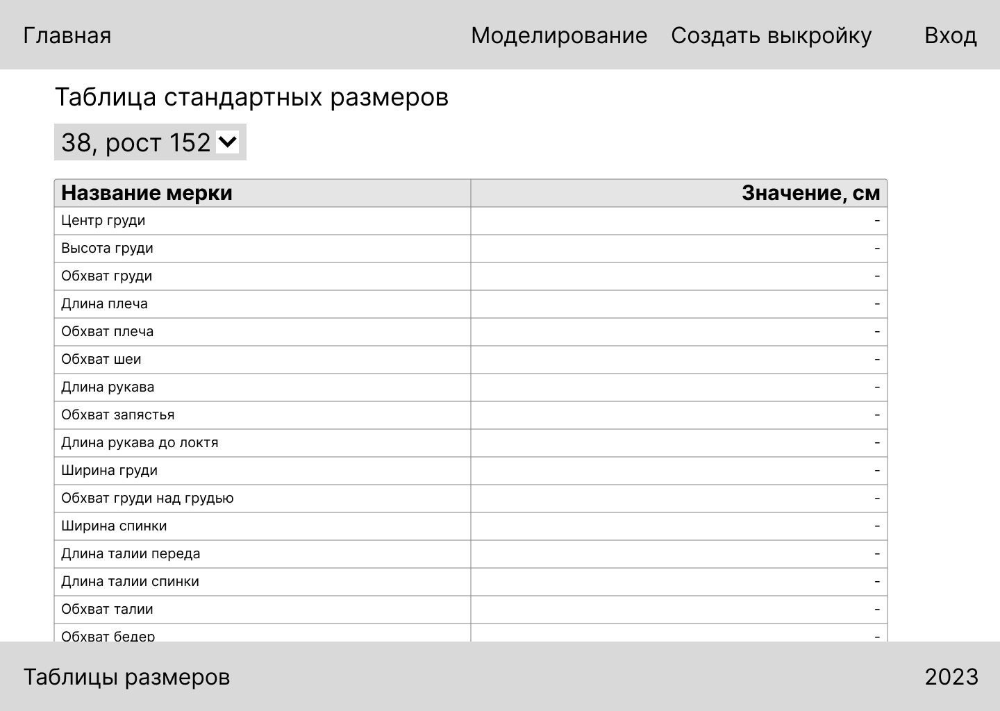 Главная Моделирование Создать выкройку Вход
Таблица стандартных размеров
38, рост 152
Название мерки Значение, см
Центр груди -
Высота груди -
Обхват груди -
Длина плеча -
Обхват плеча -
Обхват шеи -
Длина рукава -
Обхват запястья -
Длина рукава до локтя -
Ширина груди -
Обхват груди над грудью -
Ширина спинки -
Длина талии переда -
Длина талии спинки -
Обхват талии -
Обхват бедер -
Таблицы размеров 2023